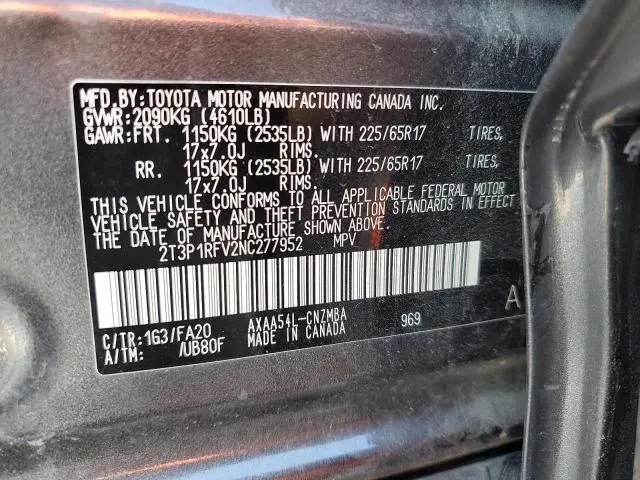 MFD.BY:TOYOTA MOTOR MANUFACTURING CANADA INC.
GVWR:2090KG (4610LB)
GAWR:FRT. 1150KG (2535LB) WITH 225/65R17 TIRES,
17x7.0J RIMS.
RR. 1150KG (2535LB) WITH 225/65R17 TIRES,
17x7.0J RIMS.
THIS VEHICLE CONFORMS TO ALL APPLICABLE FEDERAL MOTOR
VEHICLE SAFETY AND THEFT PREVENTION STANDARDS IN EFFECT
ON THE DATE OF MANUFACTURE SHOWN ABOVE.
2T3P1RFV2NC277952 MPV
C/TR:1G3/FA20 AXAA54L-CNZMBA 969 A
A/TM: /UB80F MADE IN CANADA